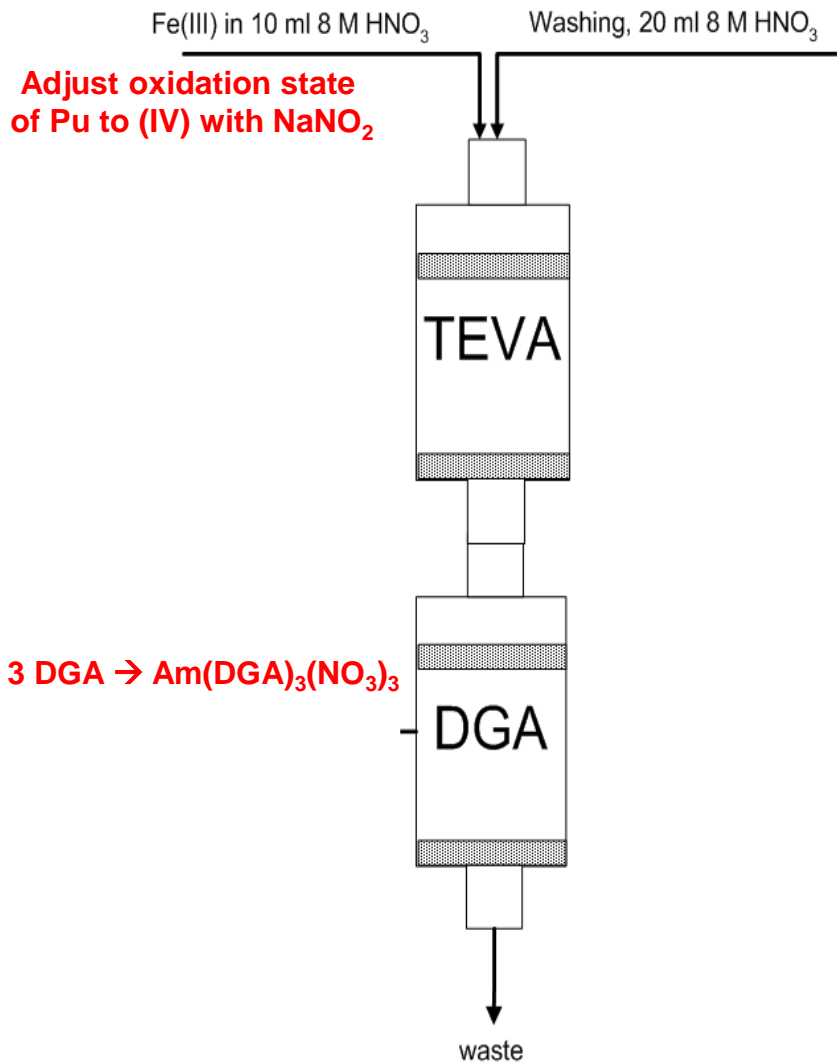 Fe(III) in 10 ml 8 M HNO₃
Washing, 20 ml 8 M HNO₃
Adjust oxidation state
of Pu to (IV) with NaNO₂
TEVA
3 DGA → Am(DGA)₃(NO₃)₃
DGA
waste